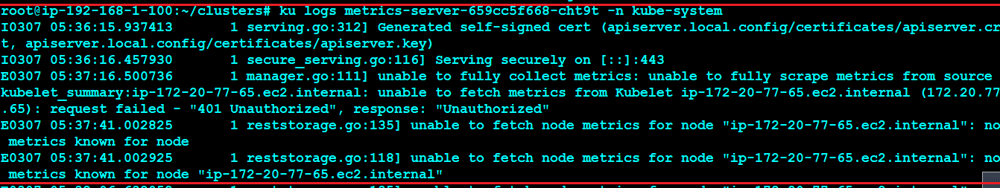 root@ip-192-168-1-100:~/clusters# ku logs metrics-server-659cc5f668-cht9t -n kube-system
I0307 05:36:15.937413       1 serving.go:312] Generated self-signed cert (apiserver.local.config/certificates/apiserver.cr
t, apiserver.local.config/certificates/apiserver.key)
I0307 05:36:16.457930       1 secure_serving.go:116] Serving securely on [::]:443
E0307 05:37:16.500736       1 manager.go:111] unable to fully collect metrics: unable to fully scrape metrics from source
kubelet_summary:ip-172-20-77-65.ec2.internal: unable to fetch metrics from Kubelet ip-172-20-77-65.ec2.internal (172.20.77
.65): request failed - "401 Unauthorized", response: "Unauthorized"
E0307 05:37:41.002825       1 reststorage.go:135] unable to fetch node metrics for node "ip-172-20-77-65.ec2.internal": no
 metrics known for node
E0307 05:37:41.002925       1 reststorage.go:118] unable to fetch node metrics for node "ip-172-20-77-65.ec2.internal": no
 metrics known for node "ip-172-20-77-65.ec2.internal"